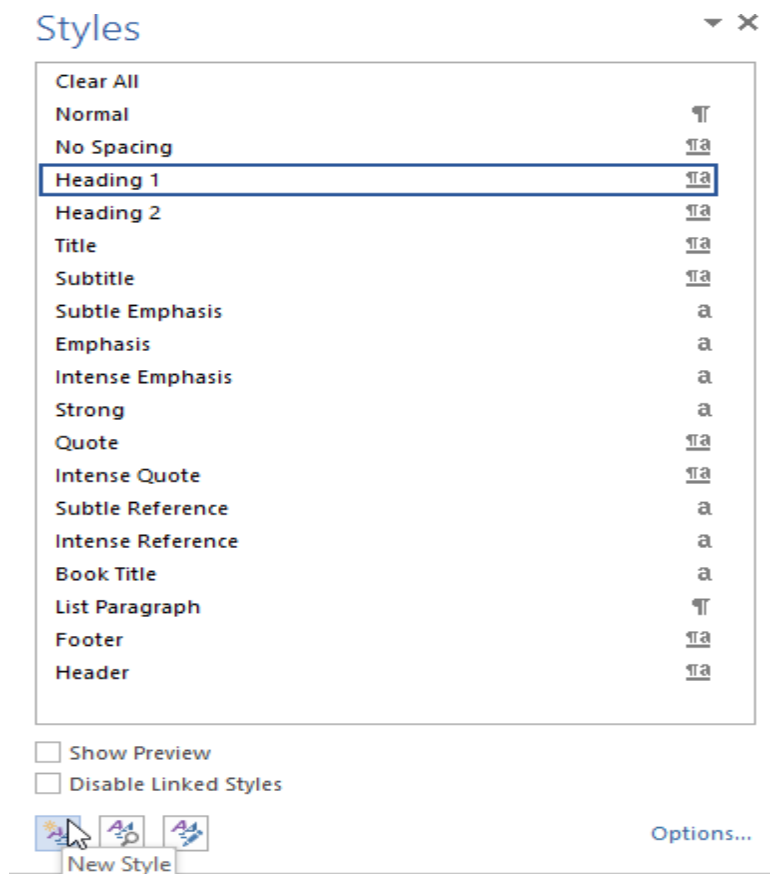 Styles
Clear All
Normal ¶
No Spacing ¶a
Heading 1 ¶a
Heading 2 ¶a
Title ¶a
Subtitle ¶a
Subtle Emphasis a
Emphasis a
Intense Emphasis a
Strong a
Quote ¶a
Intense Quote ¶a
Subtle Reference a
Intense Reference a
Book Title a
List Paragraph ¶
Footer ¶a
Header ¶a
Show Preview
Disable Linked Styles
Options...
New Style